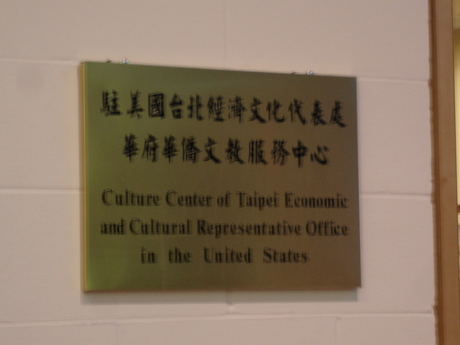 駐美國台北經濟文化代表處
華府華僑文教服務中心
Culture Center of Taipei Economic
and Cultural Representative Office
in the United States